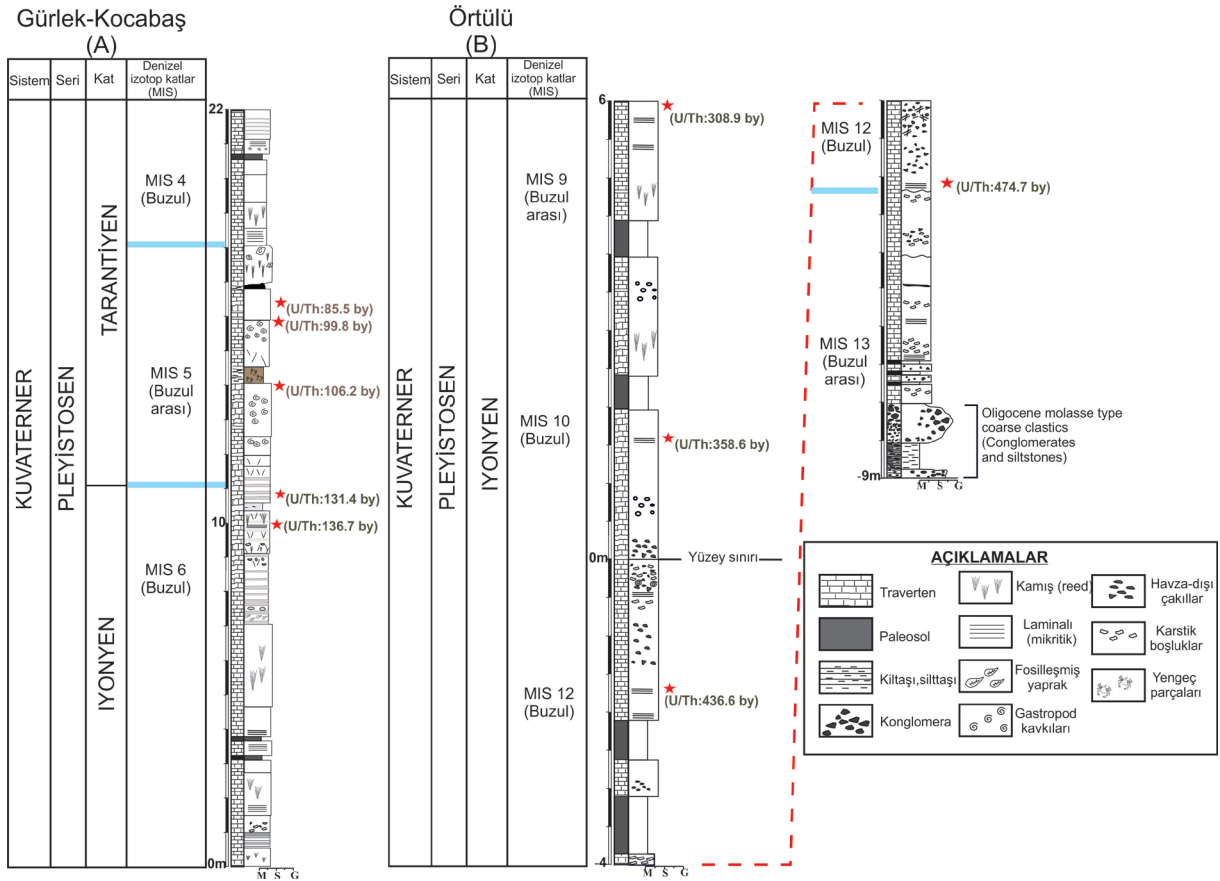 Gürlek-Kocabaş
(A)
Sistem
Seri
Kat
Denizel
izotop katlar
(MIS)
22
MIS 4
(Buzul)
TARANTİYEN
(U/Th:85.5 by)
(U/Th:99.8 by)
MIS 5
(Buzul
arası)
(U/Th:106.2 by)
KUVATERNER
PLEYİSTOSEN
(U/Th:131.4 by)
10
(U/Th:136.7 by)
MIS 6
(Buzul)
IYONYEN
0m
M S G
Örtülü
(B)
Sistem
Seri
Kat
Denizel
izotop katlar
(MIS)
6
(U/Th:308.9 by)
MIS 9
(Buzul
arası)
KUVATERNER
PLEYİSTOSEN
IYONYEN
MIS 10
(Buzul)
(U/Th:358.6 by)
0m
Yüzey sınırı
MIS 12
(Buzul)
(U/Th:436.6 by)
-4
M S G
MIS 12
(Buzul)
(U/Th:474.7 by)
MIS 13
(Buzul
arası)
Oligocene molasse type
coarse clastics
(Conglomerates
and siltstones)
-9m
M S G
AÇIKLAMALAR
Traverten
Paleosol
Kiltaşı,silttaşı
Konglomera
Kamış (reed)
Laminalı
(mikritik)
Fosilleşmiş
yaprak
Gastropod
kavkıları
Havza-dışı
çakıllar
Karstik
boşluklar
Yengeç
parçaları